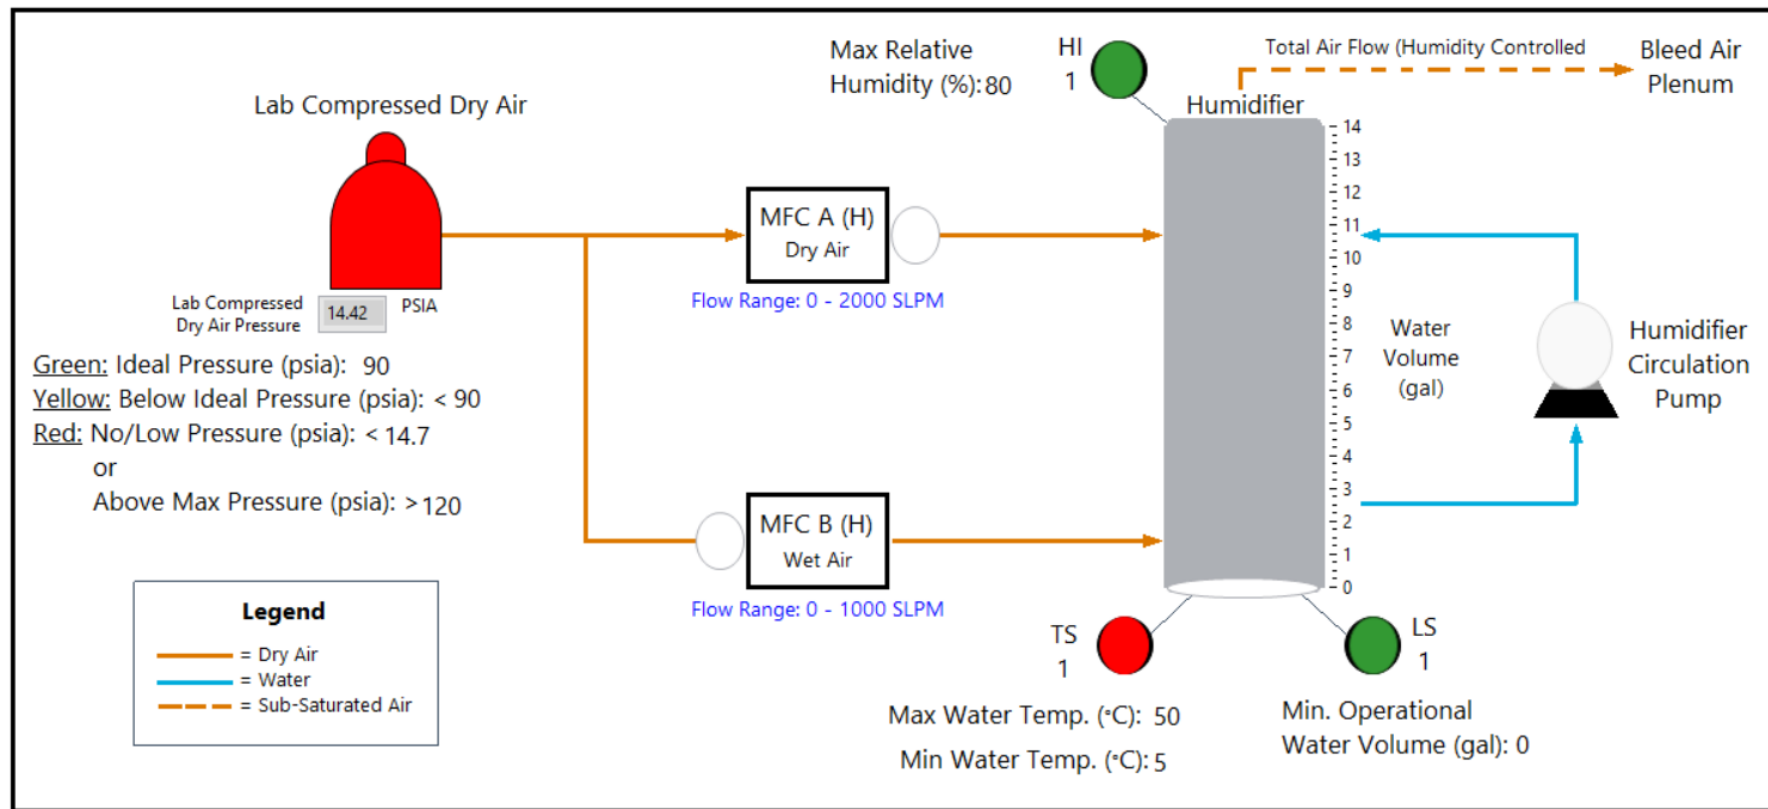 Max Relative
Humidity (%): 80
HI
1
Total Air Flow (Humidity Controlled
Bleed Air
Plenum
Lab Compressed Dry Air
Humidifier
14
13
12
11
10
9
8
7
6
5
4
3
2
1
0
MFC A (H)
Dry Air
Flow Range: 0 - 2000 SLPM
Lab Compressed
Dry Air Pressure
14.42
PSIA
Green: Ideal Pressure (psia): 90
Yellow: Below Ideal Pressure (psia): < 90
Red: No/Low Pressure (psia): < 14.7
or
Above Max Pressure (psia): > 120
Water
Volume
(gal)
Humidifier
Circulation
Pump
MFC B (H)
Wet Air
Flow Range: 0 - 1000 SLPM
Legend
= Dry Air
= Water
= Sub-Saturated Air
TS
1
LS
1
Max Water Temp. (°C): 50
Min Water Temp. (°C): 5
Min. Operational
Water Volume (gal): 0